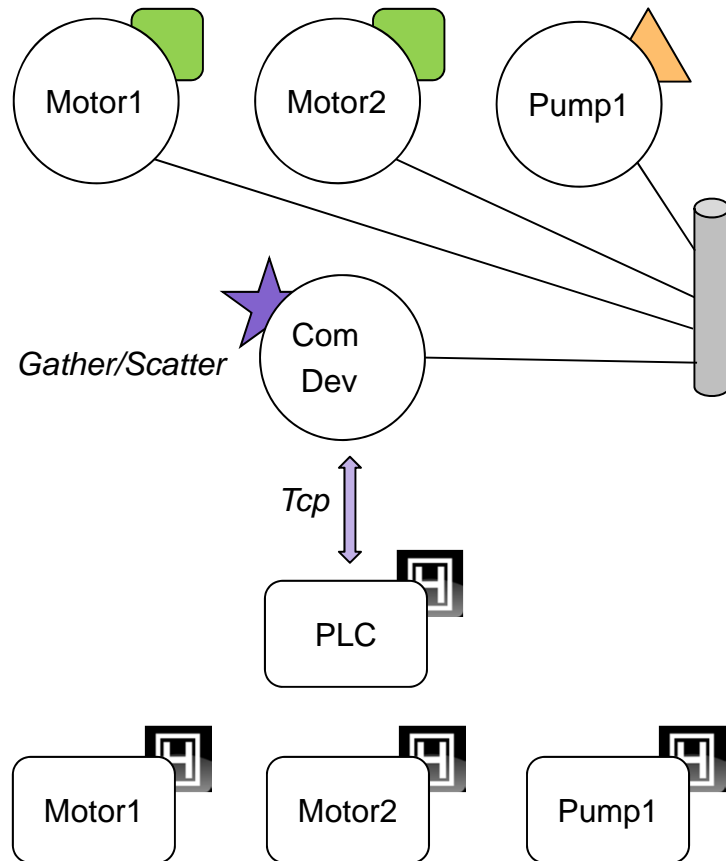 Motor1
Motor2
Pump1
Com
Dev
Gather/Scatter
Tcp
PLC
Motor1
Motor2
Pump1